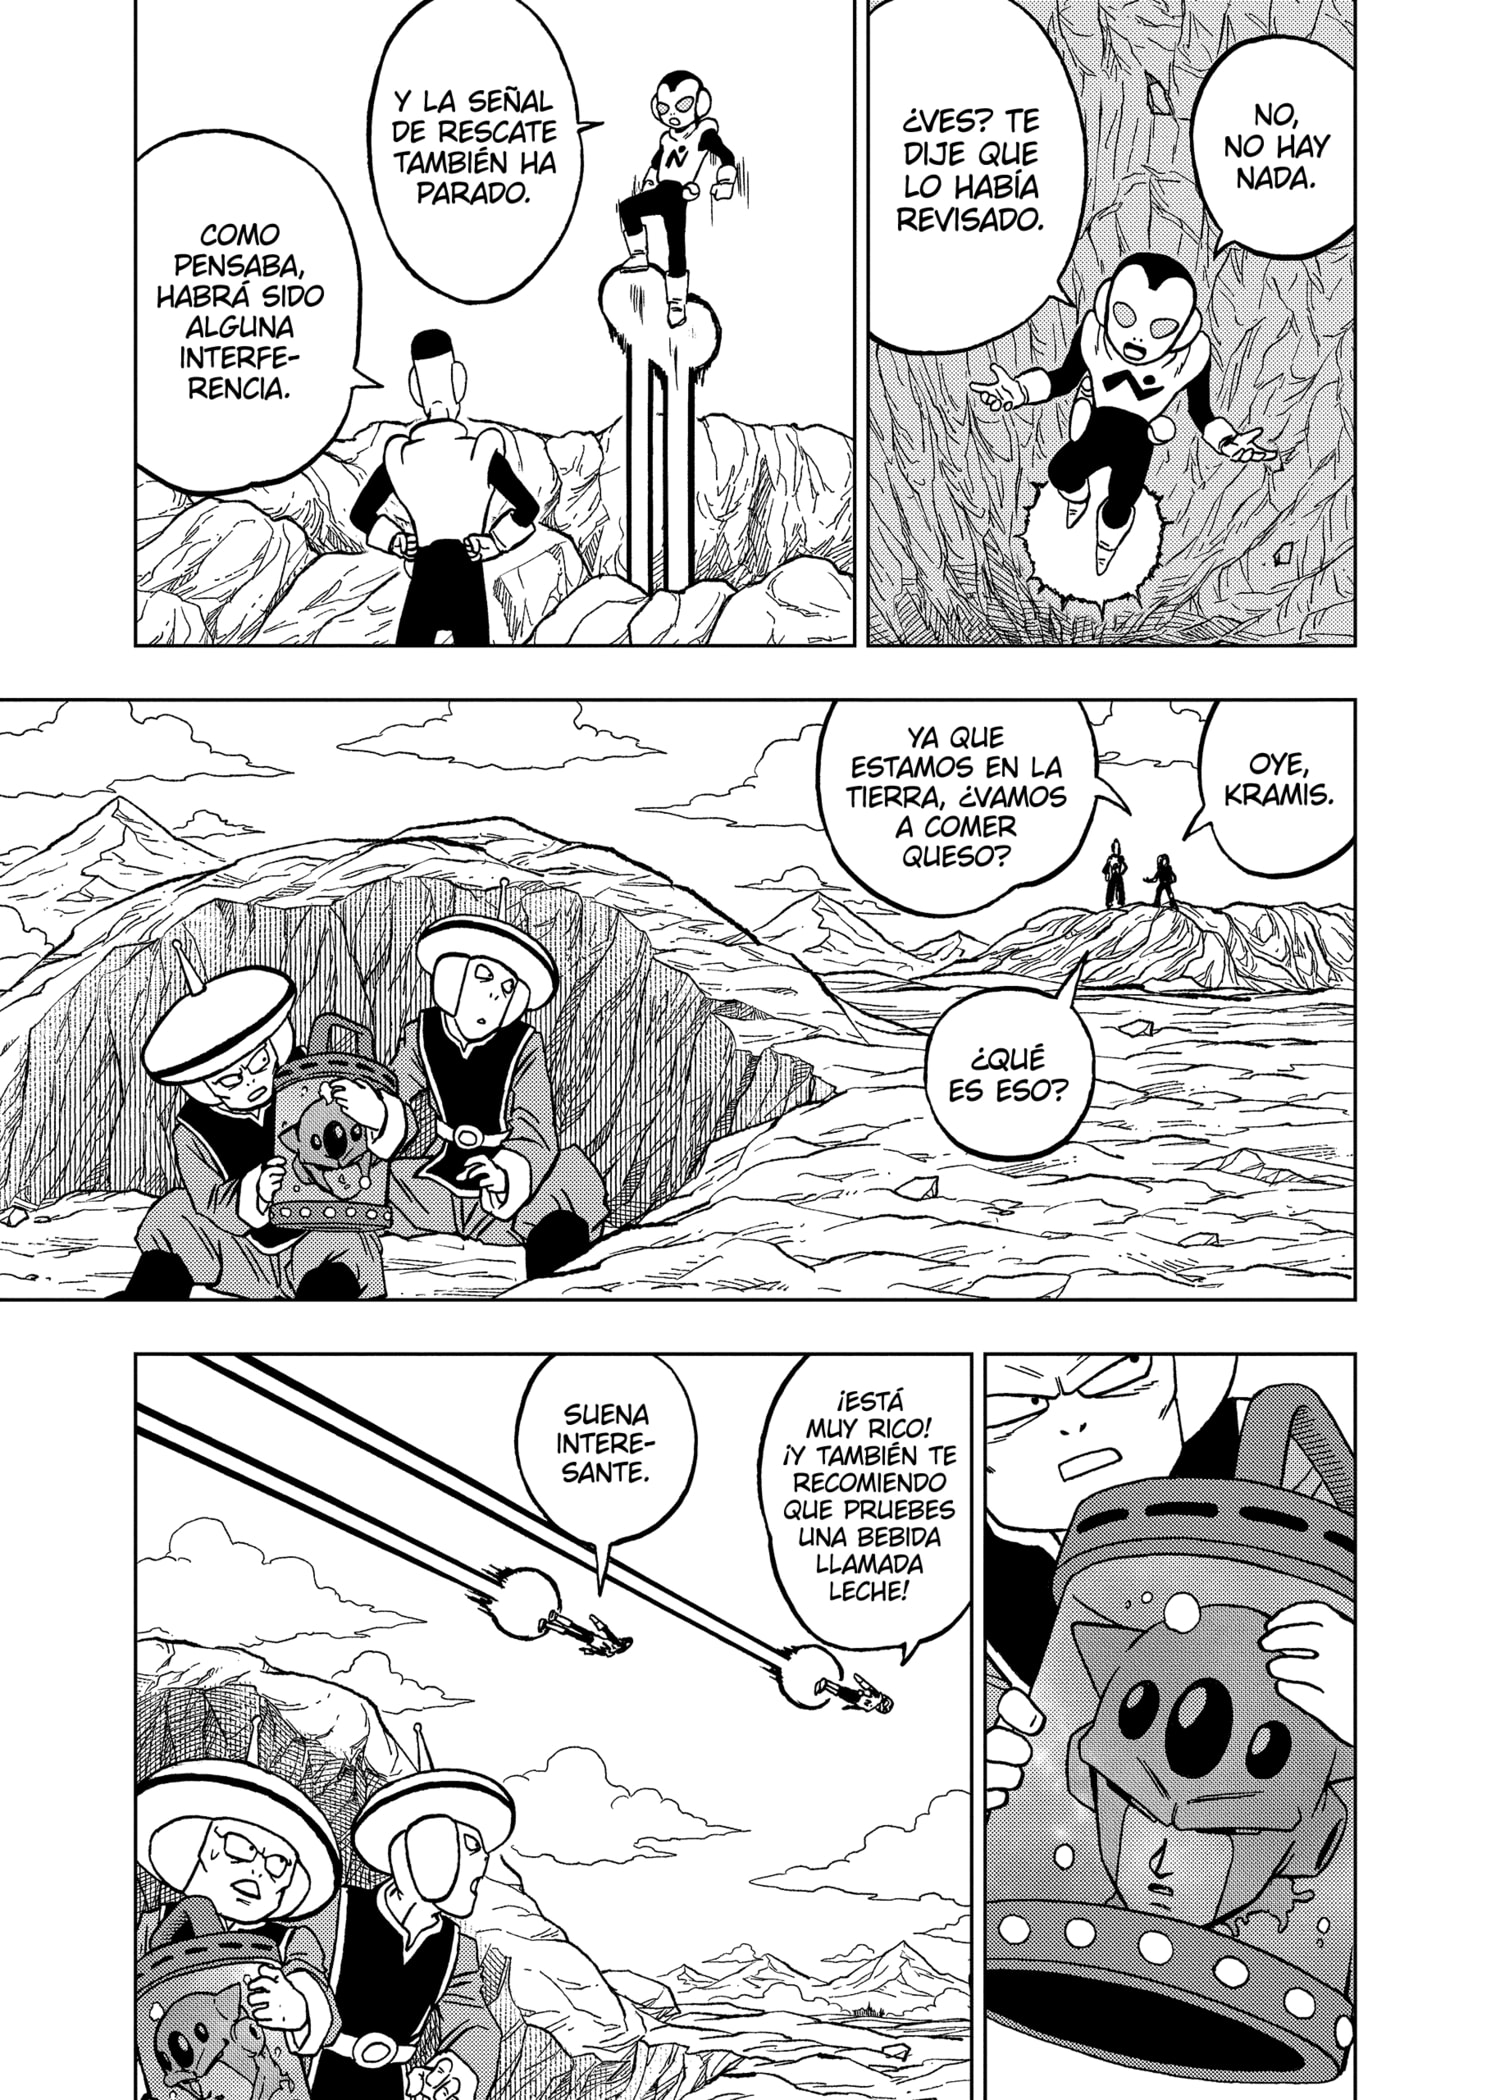 NO,
NO HAY
NADA.
¿VES? TE
DIJE QUE
LO HABÍA
REVISADO.
Y LA SEÑAL
DE RESCATE
TAMBIÉN HA
PARADO.
COMO
PENSABA,
HABRÁ SIDO
ALGUNA
INTERFE-
RENCIA.
OYE,
KRAMIS.
YA QUE
ESTAMOS EN LA
TIERRA, ¿VAMOS
A COMER
QUESO?
¿QUÉ
ES ESO?
¡ESTÁ
MUY RICO!
¡Y TAMBIÉN TE
RECOMIENDO
QUE PRUEBES
UNA BEBIDA
LLAMADA
LECHE!
SUENA
INTERE-
SANTE.